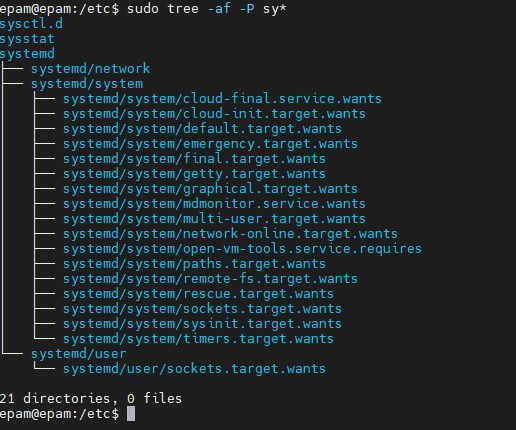 epam@epam:/etc$ sudo tree -af -P sy*
sysctl.d
sysstat
systemd
├── systemd/network
├── systemd/system
│   ├── systemd/system/cloud-final.service.wants
│   ├── systemd/system/cloud-init.target.wants
│   ├── systemd/system/default.target.wants
│   ├── systemd/system/emergency.target.wants
│   ├── systemd/system/final.target.wants
│   ├── systemd/system/getty.target.wants
│   ├── systemd/system/graphical.target.wants
│   ├── systemd/system/mdmonitor.service.wants
│   ├── systemd/system/multi-user.target.wants
│   ├── systemd/system/network-online.target.wants
│   ├── systemd/system/open-vm-tools.service.requires
│   ├── systemd/system/paths.target.wants
│   ├── systemd/system/remote-fs.target.wants
│   ├── systemd/system/rescue.target.wants
│   ├── systemd/system/sockets.target.wants
│   ├── systemd/system/sysinit.target.wants
│   └── systemd/system/timers.target.wants
└── systemd/user
    └── systemd/user/sockets.target.wants
21 directories, 0 files
epam@epam:/etc$